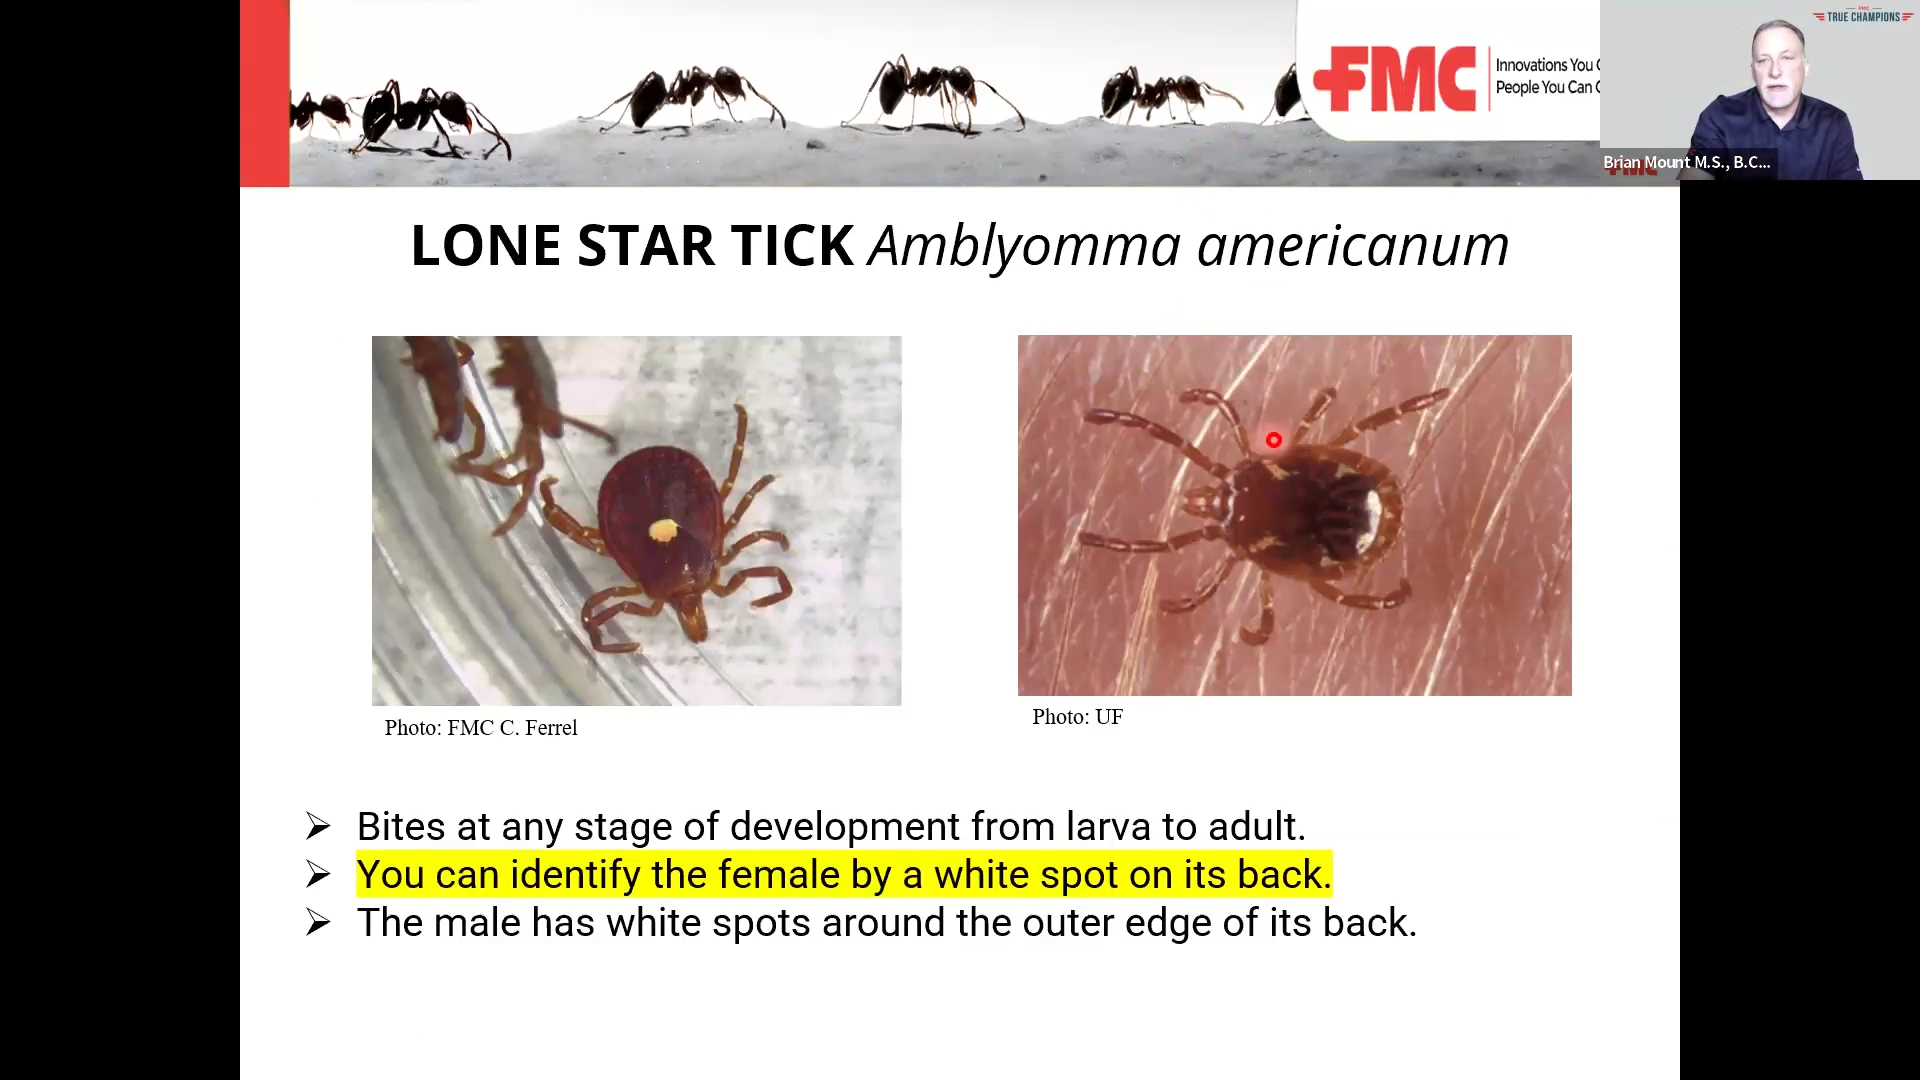 FMC
Innovations You
People You Can
FMC
TRUE CHAMPIONS
Brian Mount M.S., B.C...
FMC
LONE STAR TICK Amblyomma americanum
Photo: FMC C. Ferrel
Photo: UF
Bites at any stage of development from larva to adult.
You can identify the female by a white spot on its back.
The male has white spots around the outer edge of its back.